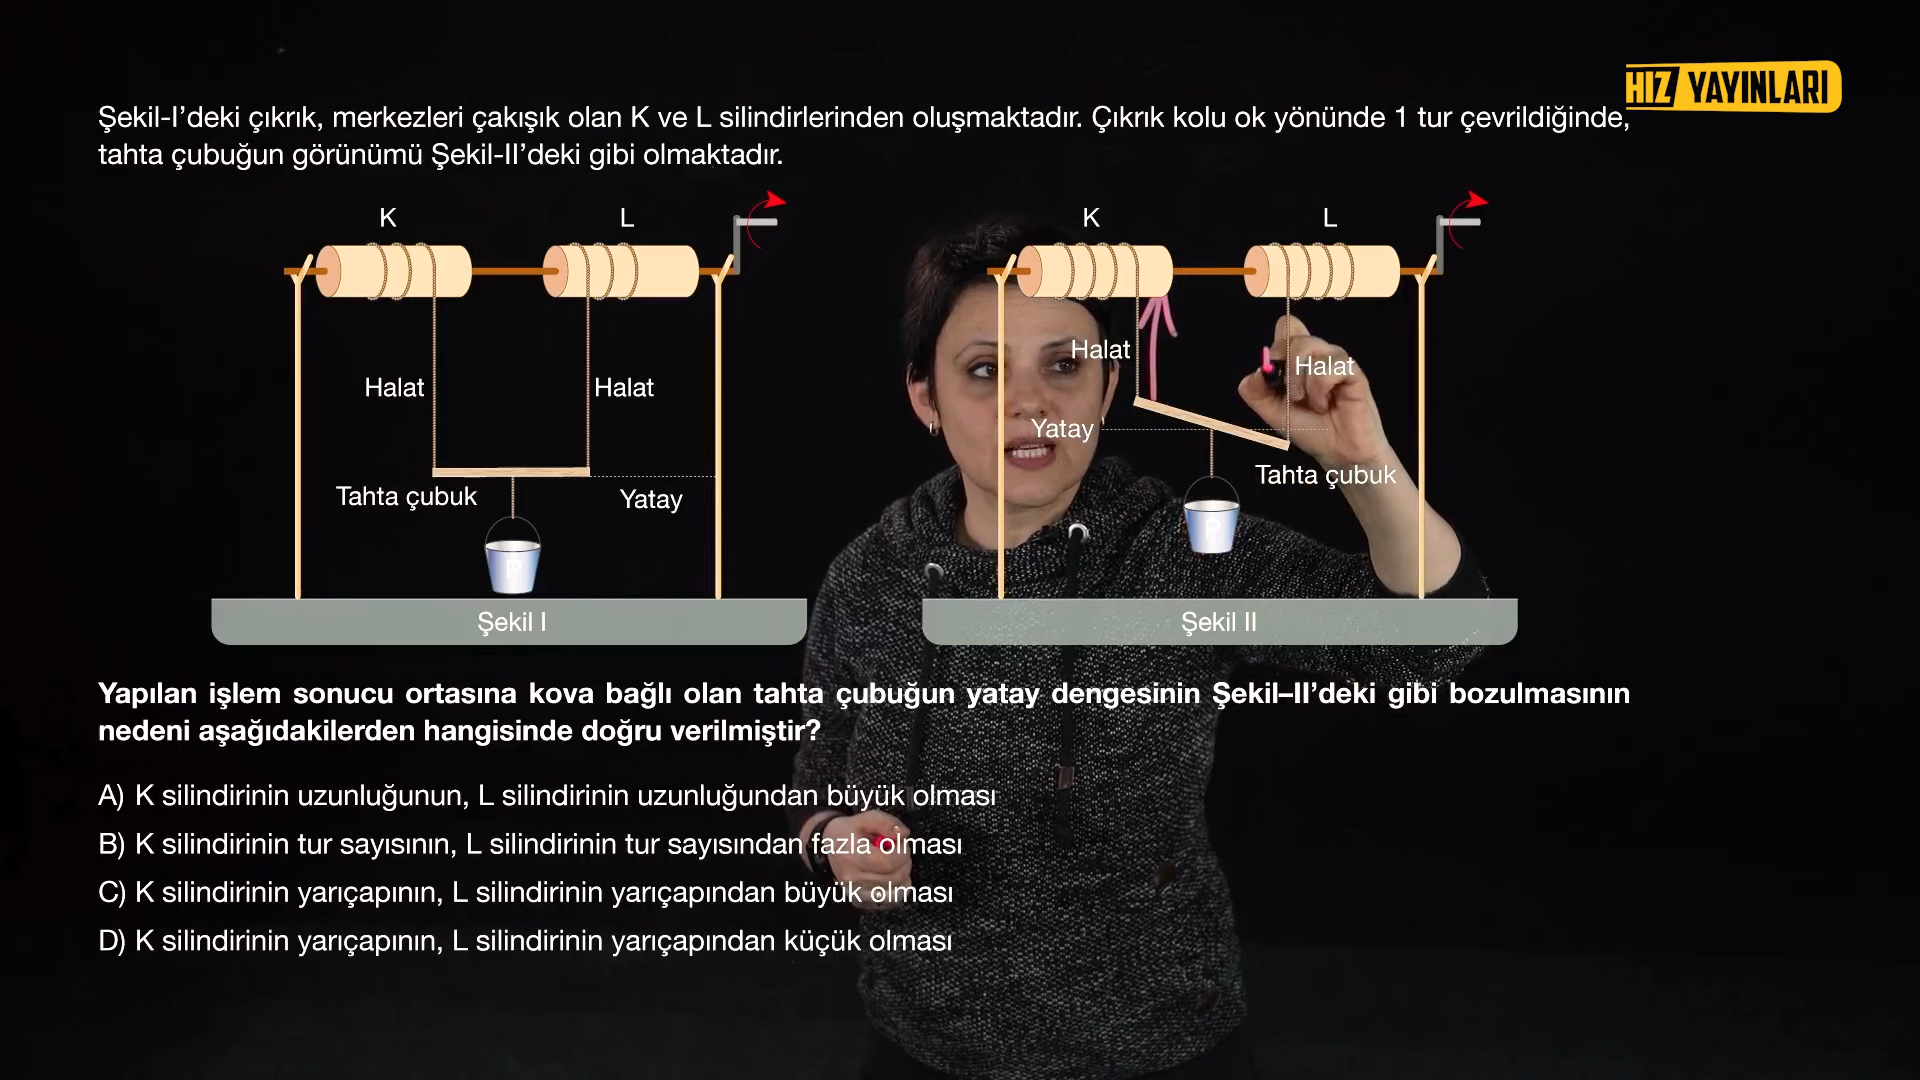 HIZ YAYINLARI
Şekil-I’deki çıkrık, merkezleri çakışık olan K ve L silindirlerinden oluşmaktadır. Çıkrık kolu ok yönünde 1 tur çevrildiğinde,
tahta çubuğun görünümü Şekil-II’deki gibi olmaktadır.
K L
K L
Halat Halat
Yatay
Tahta çubuk
P
Şekil I
Halat Halat
Yatay
Tahta çubuk
P
Şekil II
Yapılan işlem sonucu ortasına kova bağlı olan tahta çubuğun yatay dengesinin Şekil–II’deki gibi bozulmasının
nedeni aşağıdakilerden hangisinde doğru verilmiştir?
A) K silindirinin uzunluğunun, L silindirinin uzunluğundan büyük olması
B) K silindirinin tur sayısının, L silindirinin tur sayısından fazla olması
C) K silindirinin yarıçapının, L silindirinin yarıçapından büyük olması
D) K silindirinin yarıçapının, L silindirinin yarıçapından küçük olması